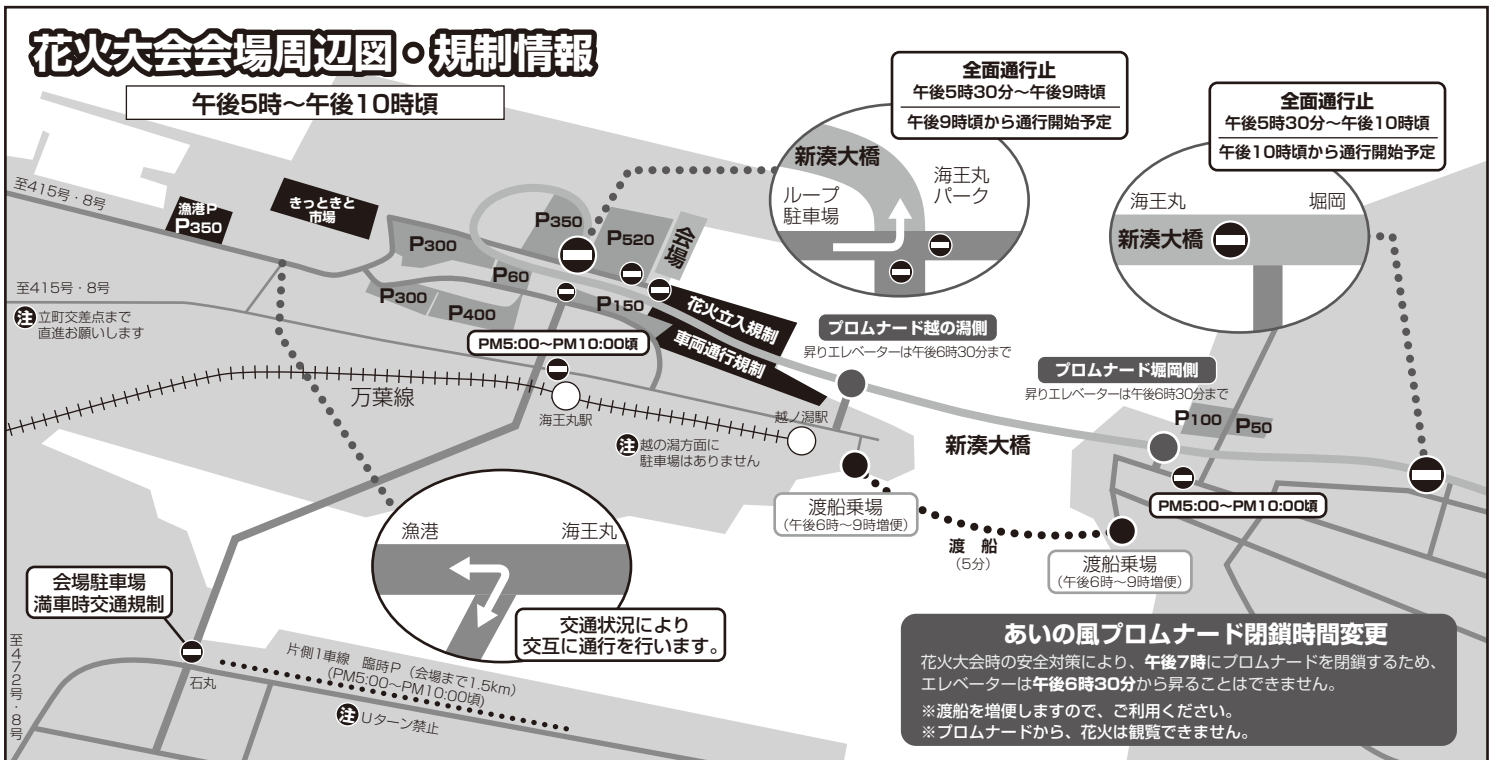 花火大会会場周辺図・規制情報
午後5時〜午後10時頃
全面通行止
午後5時30分〜午後9時頃
午後9時頃から通行開始予定
全面通行止
午後5時30分〜午後10時頃
午後10時頃から通行開始予定
新湊大橋
ループ
駐車場
海王丸
パーク
海王丸
堀岡
新湊大橋
至415号・8号
漁港P
P350
きっときと
市場
P300
P350
P520
会場
P60
P300
P400
P150
至415号・8号
注 立町交差点まで
直進お願いします
PM5:00〜PM10:00頃
花火立入規制
車両通行規制
プロムナード越の潟側
昇りエレベーターは午後6時30分まで
プロムナード堀岡側
昇りエレベーターは午後6時30分まで
P100
P50
万葉線
海王丸駅
越ノ潟駅
注 越の潟方面に
駐車場はありません
新湊大橋
渡船乗場
(午後6時〜9時増便)
渡 船
(5分)
PM5:00〜PM10:00頃
渡船乗場
(午後6時〜9時増便)
漁港
海王丸
交通状況により
交互に通行を行います。
会場駐車場
満車時交通規制
至472号・8号
石丸
片側1車線 臨時P(会場まで1.5km)
(PM5:00〜PM10:00頃)
注 Uターン禁止
あいの風プロムナード閉鎖時間変更
花火大会時の安全対策により、午後7時にプロムナードを閉鎖するため、
エレベーターは午後6時30分から昇ることはできません。
※渡船を増便しますので、ご利用ください。
※プロムナードから、花火は観覧できません。